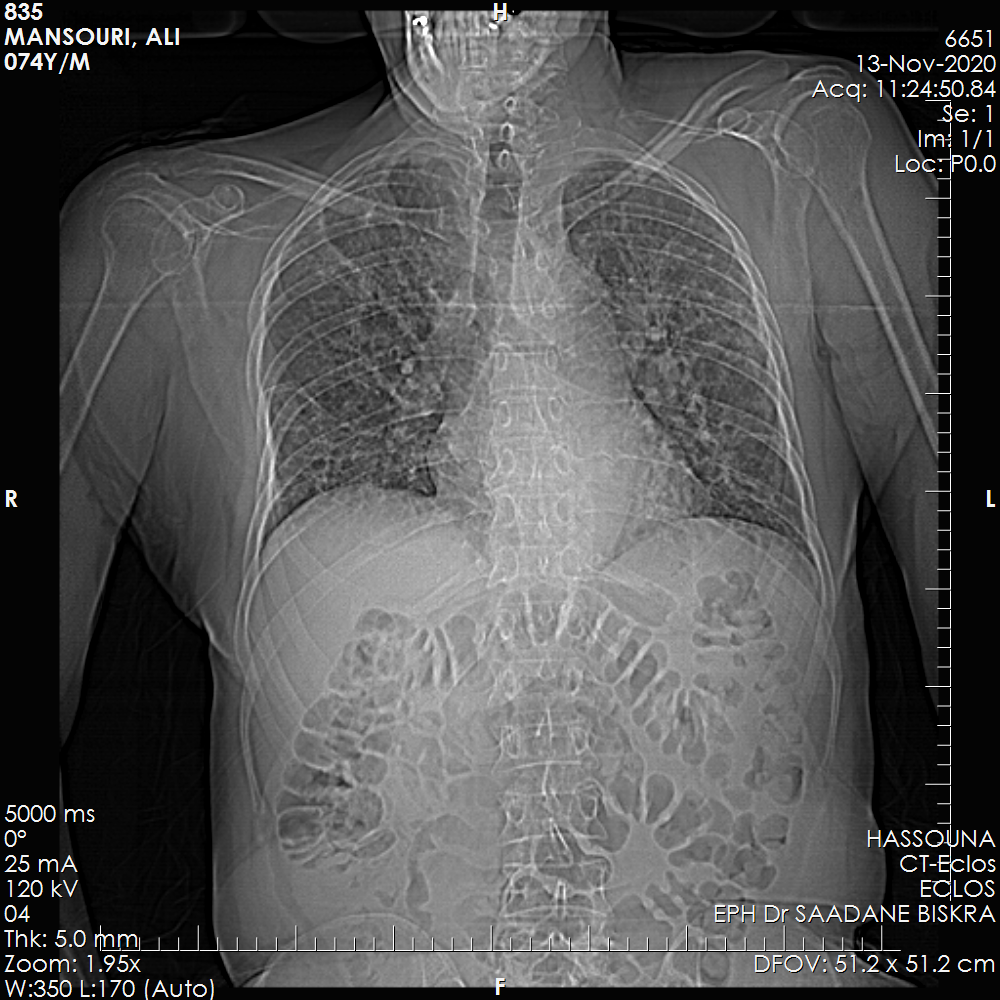 835
MANSOURI, ALI
074Y/M
H
6651
13-Nov-2020
Acq: 11:24:50.84
Se: 1
Im: 1/1
Loc: P0.0
R
L
5000 ms
0°
25 mA
120 kV
04
Thk: 5.0 mm
Zoom: 1.95x
W:350 L:170 (Auto)
F
HASSOUNA
CT-Eclos
ECLOS
EPH Dr SAADANE BISKRA
DFOV: 51.2 x 51.2 cm